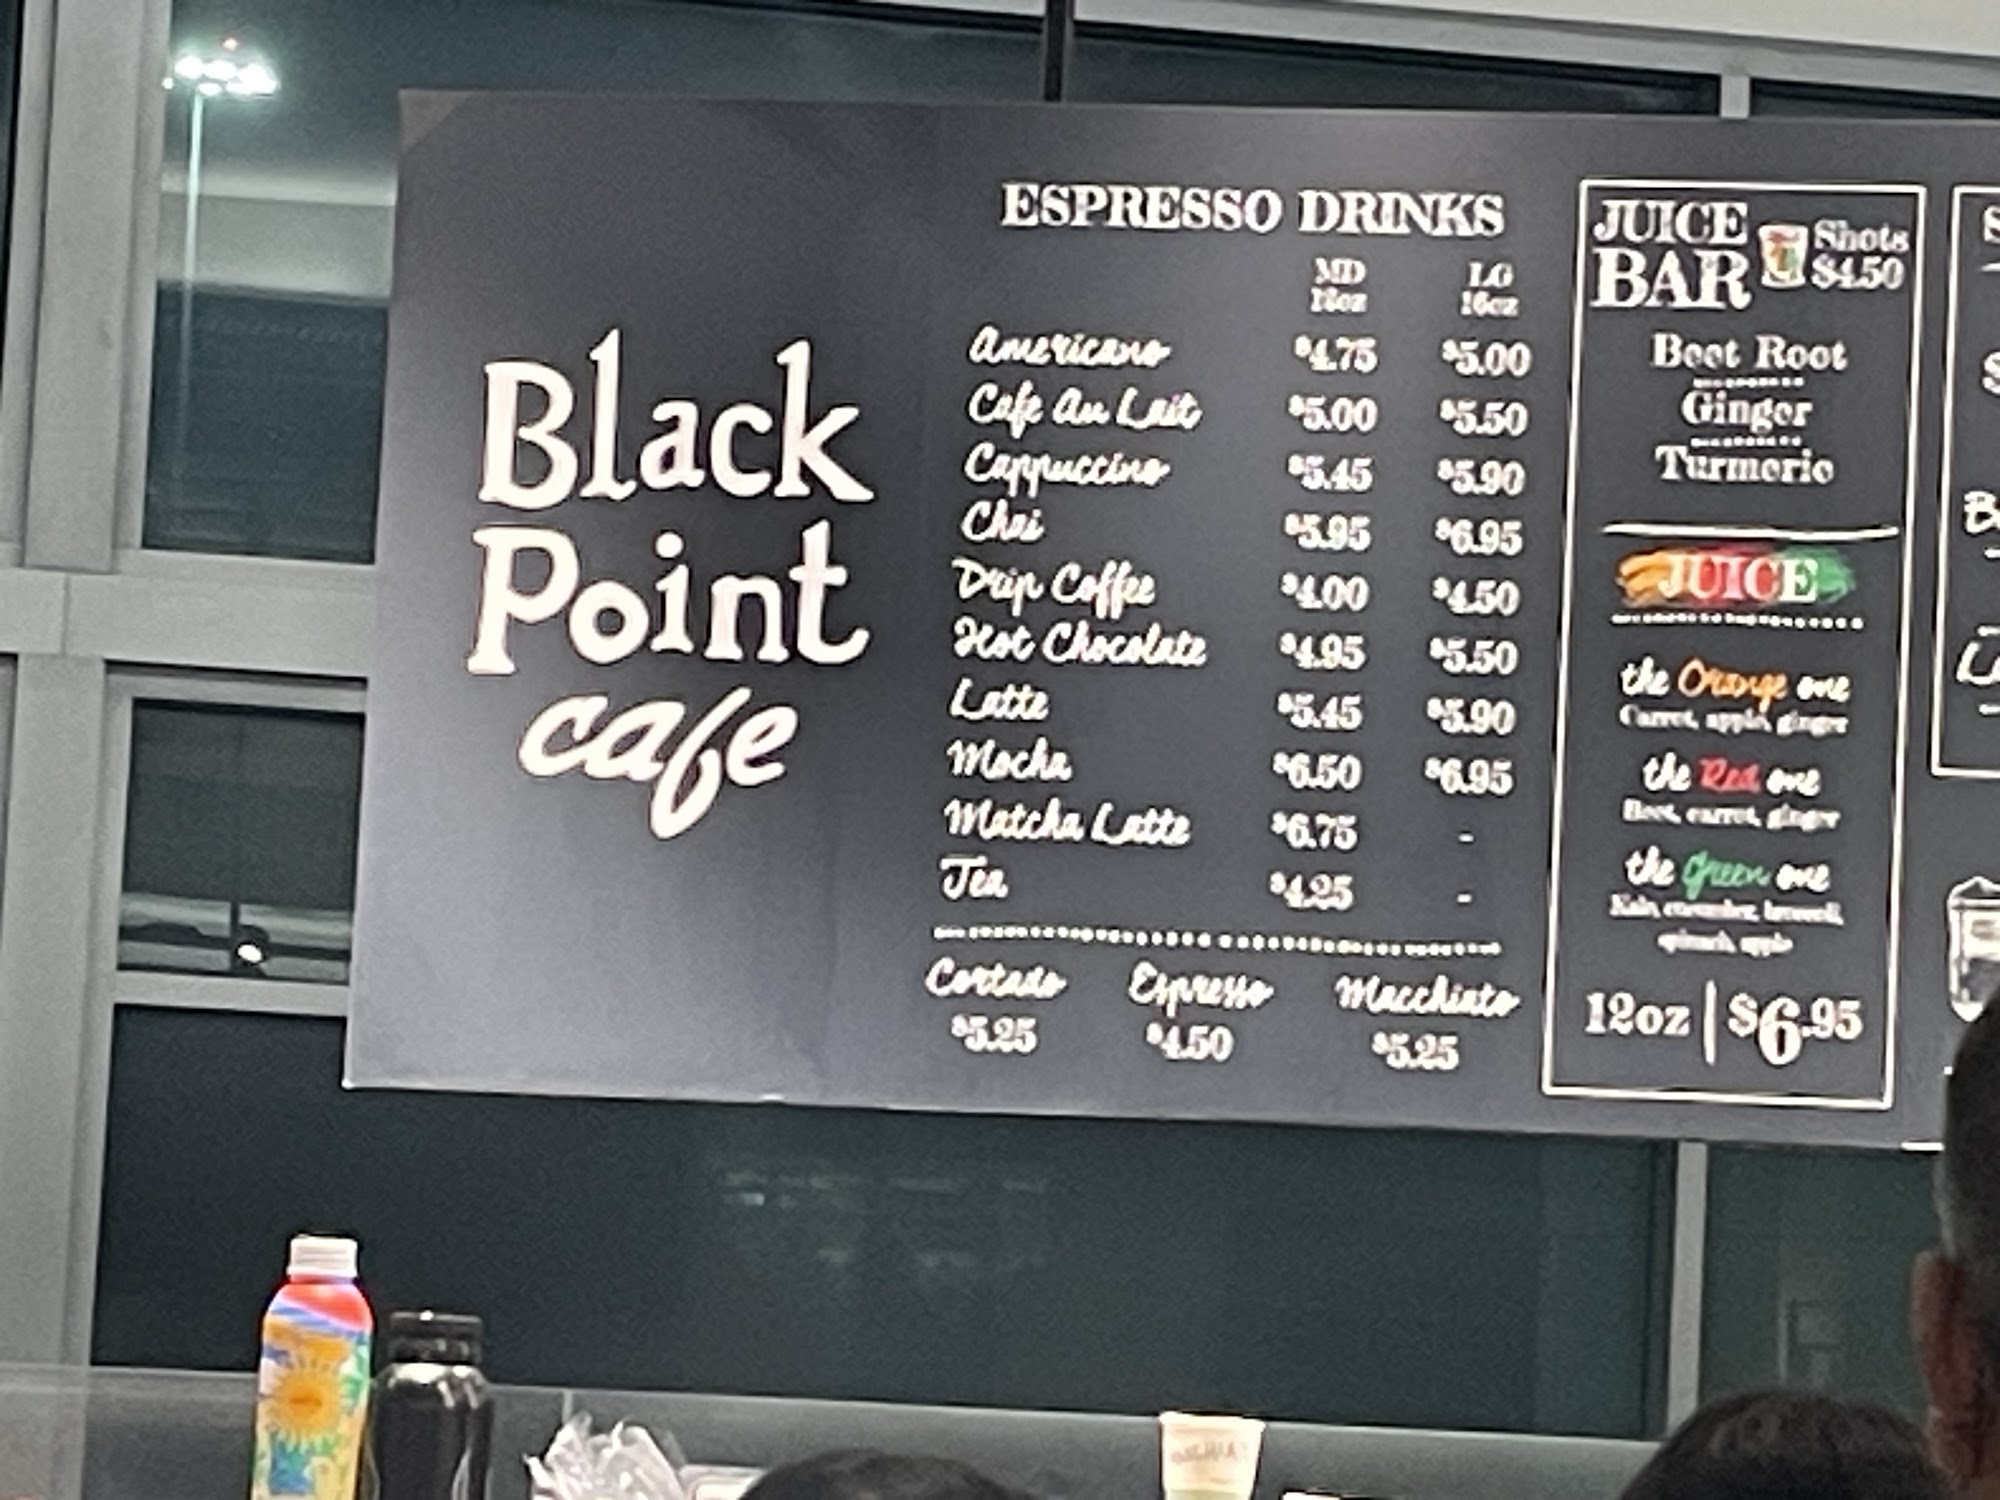 Black
Point
cafe
ESPRESSO DRINKS
MD LG
12oz 16oz
Americano $4.75 $5.00
Cafe Au Lait $5.00 $5.50
Cappuccino $5.45 $5.90
Chai $5.95 $6.95
Drip Coffee $4.00 $4.50
Hot Chocolate $4.95 $5.50
Latte $5.45 $5.90
Mocha $6.50 $6.95
Matcha Latte $6.75 -
Tea $4.25 -
Cortado Espresso Macchiato
$5.25 $4.50 $5.25
JUICE Shots
BAR $4.50
Beet Root
Ginger
Turmeric
JUICE
the Orange one
Carrot, apple, ginger
the Red one
Beet, carrot, ginger
the Green one
Kale, cucumber, broccoli,
spinach, apple
12oz | $6.95